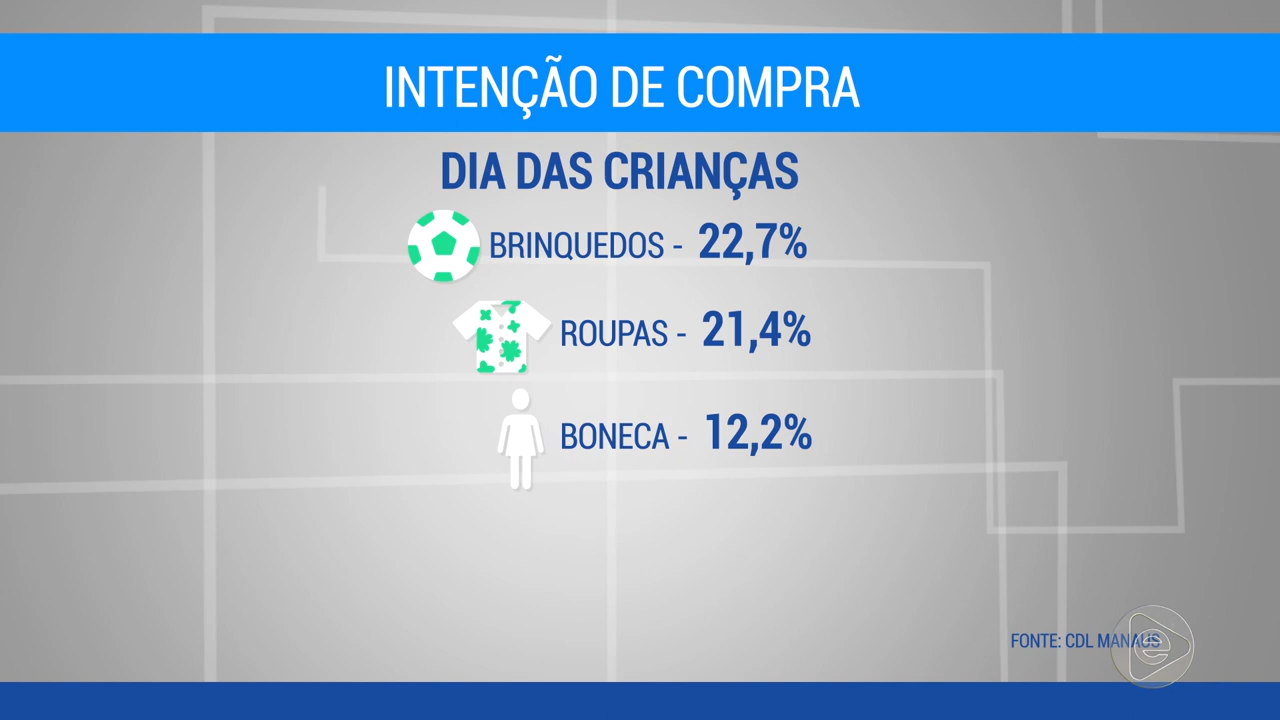 INTENÇÃO DE COMPRA
DIA DAS CRIANÇAS
BRINQUEDOS - 22,7%
ROUPAS - 21,4%
BONECA - 12,2%
FONTE: CDL MANAUS
e